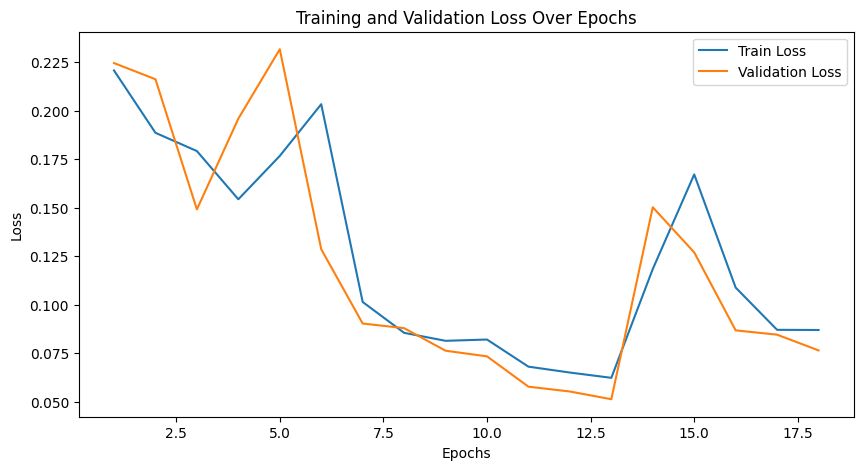 Training and Validation Loss Over Epochs
Train Loss
Validation Loss
0.225
0.200
0.175
0.150
0.125
0.100
0.075
0.050
Loss
2.5 5.0 7.5 10.0 12.5 15.0 17.5
Epochs